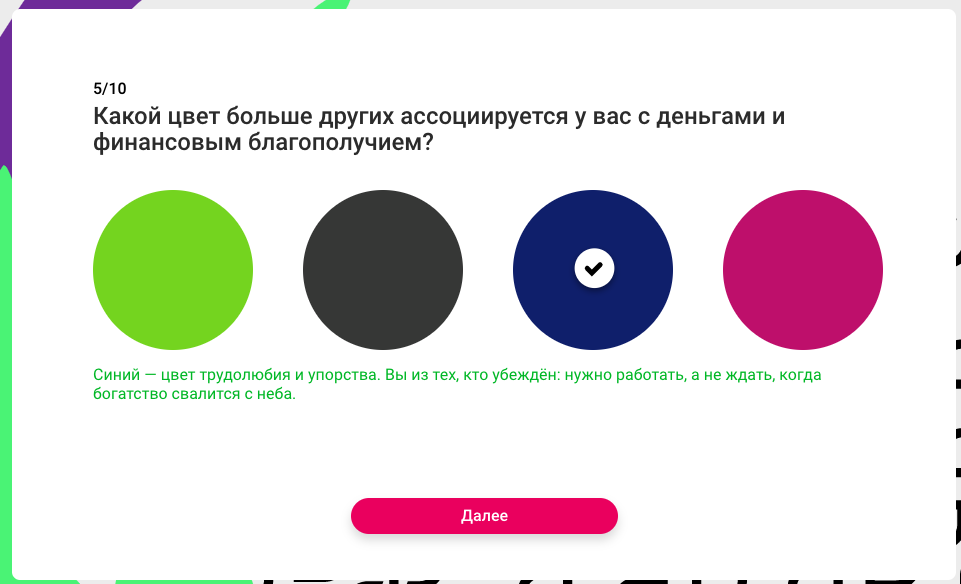 5/10
Какой цвет больше других ассоциируется у вас с деньгами и
финансовым благополучием?
Синий — цвет трудолюбия и упорства. Вы из тех, кто убеждён: нужно работать, а не ждать, когда
богатство свалится с неба.
Далее